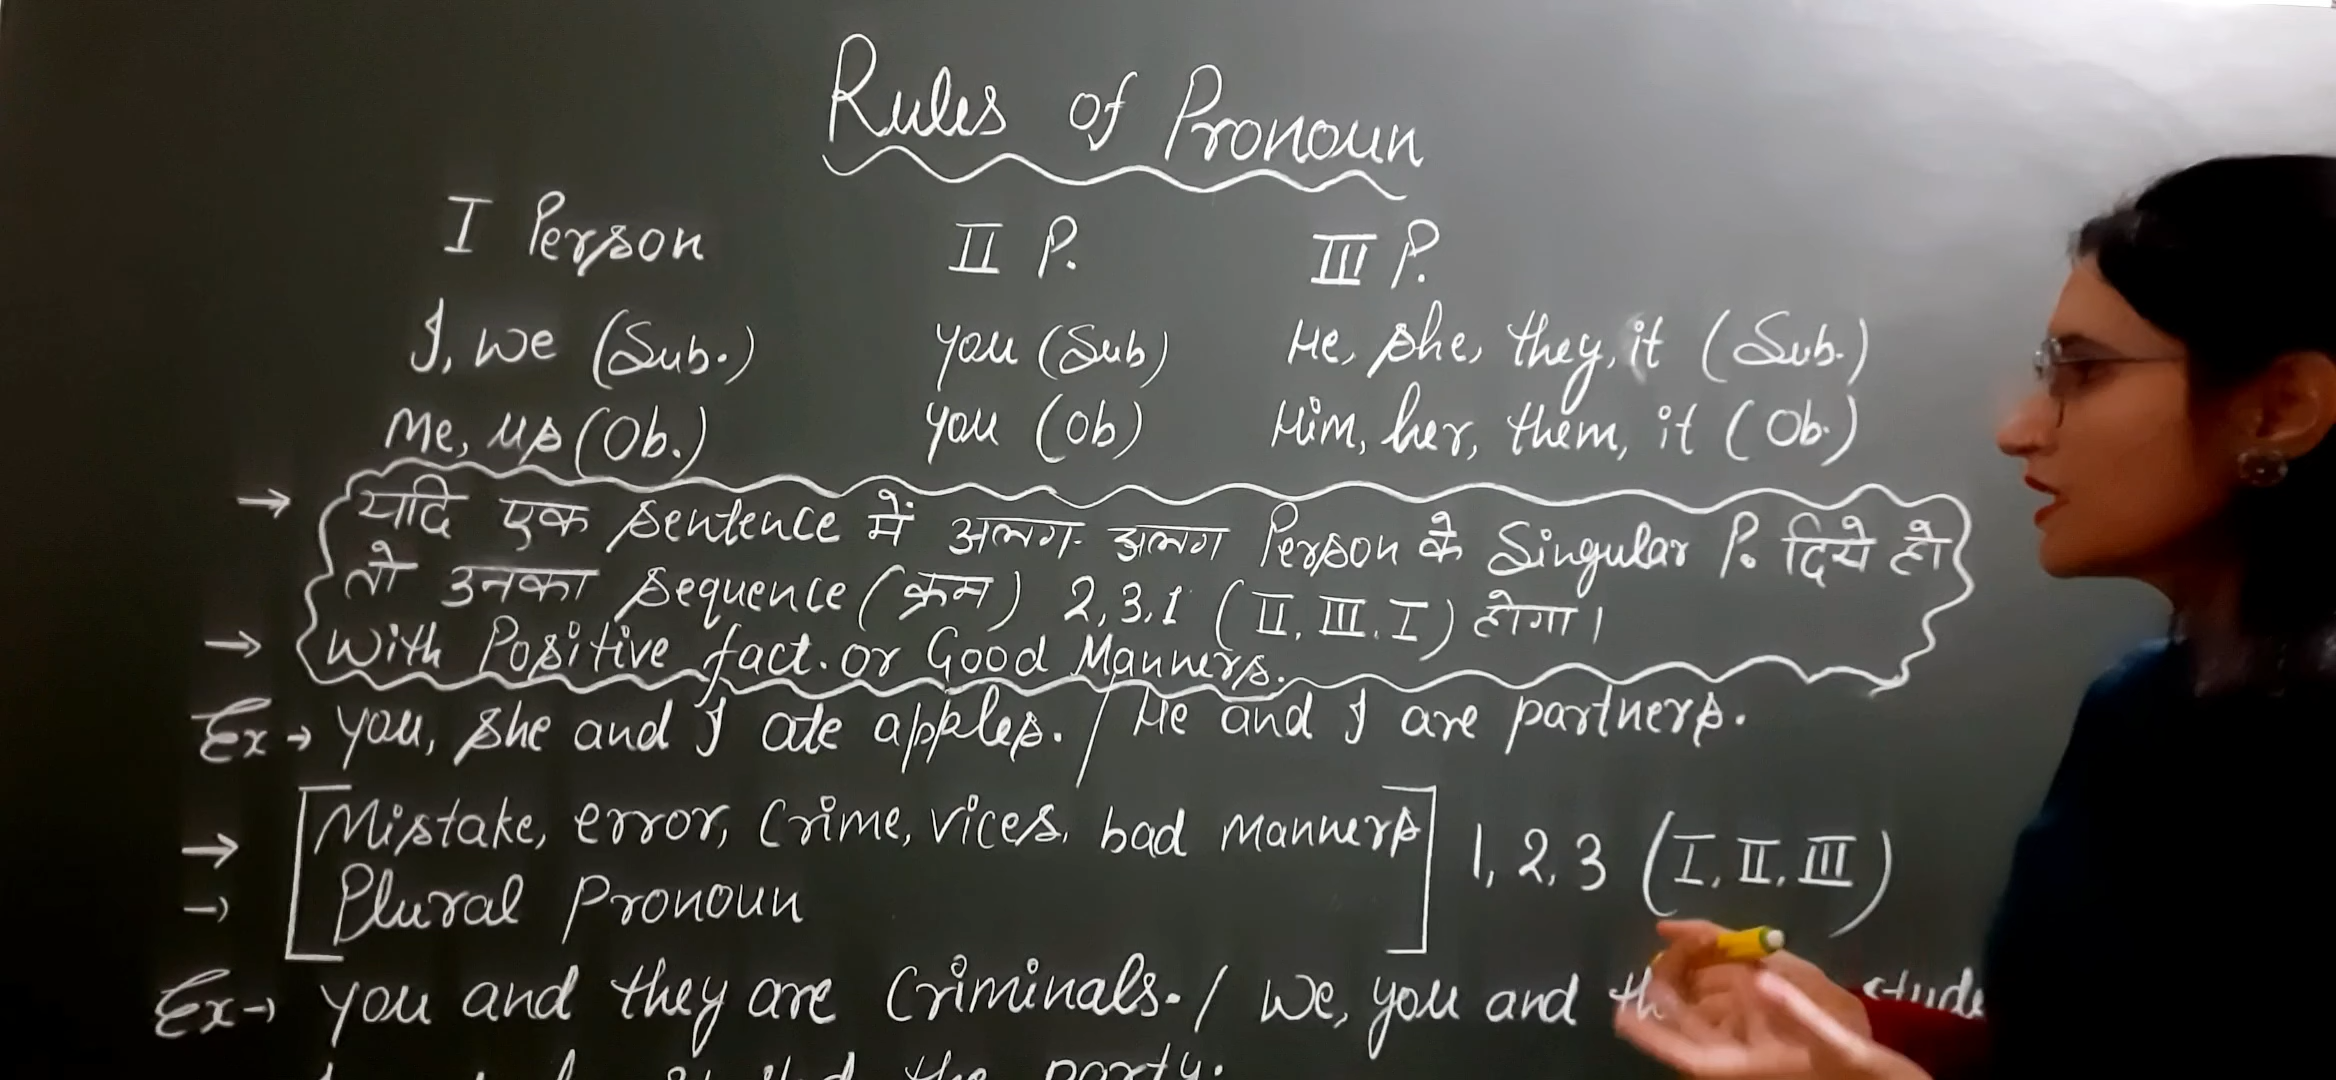 Rules of Pronoun
I Person II P. III P.
I, we (Sub.) you (Sub) He, she, they, it (Sub.)
Me, us (Ob.) you (Ob) Him, her, them, it (Ob.)
→ यदि एक sentence में अलग-अलग Person के Singular P. दिये हो
तो उनका sequence (क्रम) 2,3,1 (II, III, I) होगा।
→ With Positive fact. or Good Manners.
Ex → you, she and I ate apples. / He and I are partners.
→ Mistake, error, Crime, vices, bad manners 1, 2, 3 (I, II, III)
→ Plural Pronoun
Ex → you and they are Criminals. / We, you and
the party.